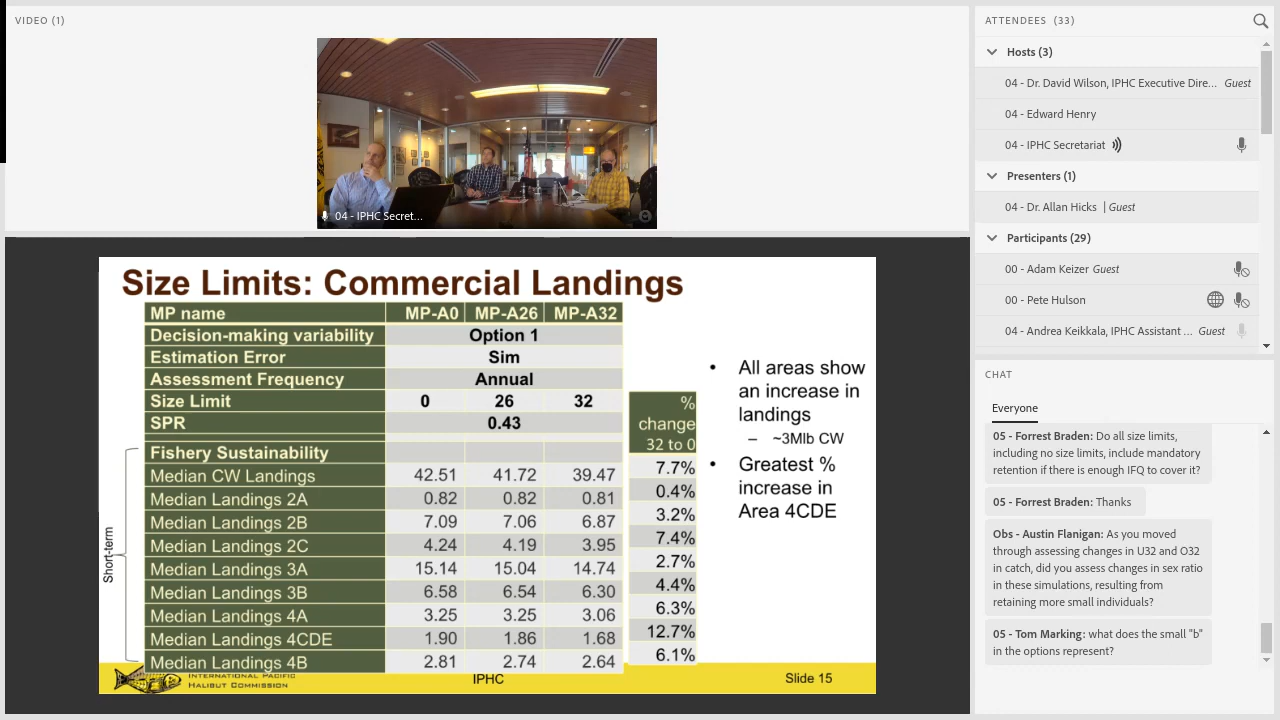 VIDEO (1)
04 - IPHC Secret...
Size Limits: Commercial Landings
MP name MP-A0 MP-A26 MP-A32
Decision-making variability Option 1
Estimation Error Sim
Assessment Frequency Annual
Size Limit 0 26 32
SPR 0.43
% change 32 to 0
Fishery Sustainability
Median CW Landings 42.51 41.72 39.47 7.7%
Median Landings 2A 0.82 0.82 0.81 0.4%
Median Landings 2B 7.09 7.06 6.87 3.2%
Median Landings 2C 4.24 4.19 3.95 7.4%
Median Landings 3A 15.14 15.04 14.74 2.7%
Median Landings 3B 6.58 6.54 6.30 4.4%
Median Landings 4A 3.25 3.25 3.06 6.3%
Median Landings 4CDE 1.90 1.86 1.68 12.7%
Median Landings 4B 2.81 2.74 2.64 6.1%
Short-term
• All areas show
an increase in
landings
– ~3Mlb CW
• Greatest %
increase in
Area 4CDE
INTERNATIONAL PACIFIC
HALIBUT COMMISSION
IPHC
Slide 15
ATTENDEES (33)
Hosts (3)
04 - Dr. David Wilson, IPHC Executive Dire... Guest
04 - Edward Henry
04 - IPHC Secretariat
Presenters (1)
04 - Dr. Allan Hicks | Guest
Participants (29)
00 - Adam Keizer Guest
00 - Pete Hulson
04 - Andrea Keikkala, IPHC Assistant ... Guest
CHAT
Everyone
05 - Forrest Braden: Do all size limits,
including no size limits, include mandatory
retention if there is enough IFQ to cover it?
05 - Forrest Braden: Thanks
Obs - Austin Flanigan: As you moved
through assessing changes in U32 and O32
in catch, did you assess changes in sex ratio
in these simulations, resulting from
retaining more small individuals?
05 - Tom Marking: what does the small "b"
in the options represent?